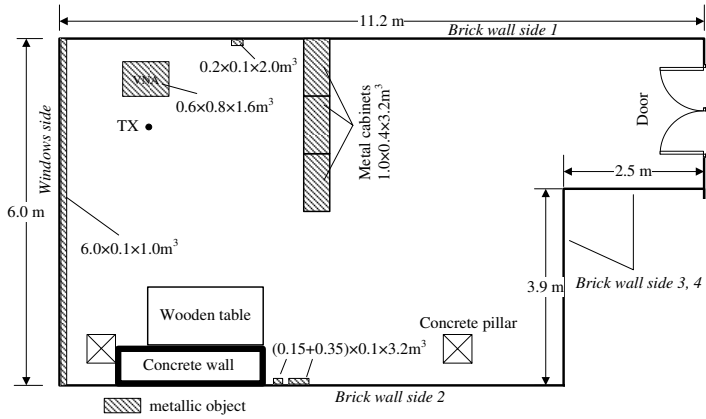 11.2 m
Brick wall side 1
0.2×0.1×2.0m³
VNA
0.6×0.8×1.6m³
TX
Metal cabinets
1.0×0.4×3.2m³
Door
Windows side
2.5 m
6.0 m
6.0×0.1×1.0m³
3.9 m
Brick wall side 3, 4
Wooden table
Concrete pillar
(0.15+0.35)×0.1×3.2m³
Concrete wall
Brick wall side 2
metallic object